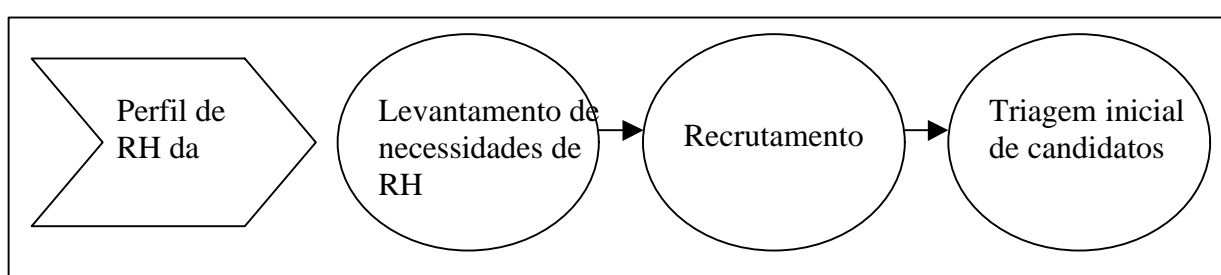 Perfil de
RH da
Levantamento de
necessidades de
RH
Recrutamento
Triagem inicial
de candidatos